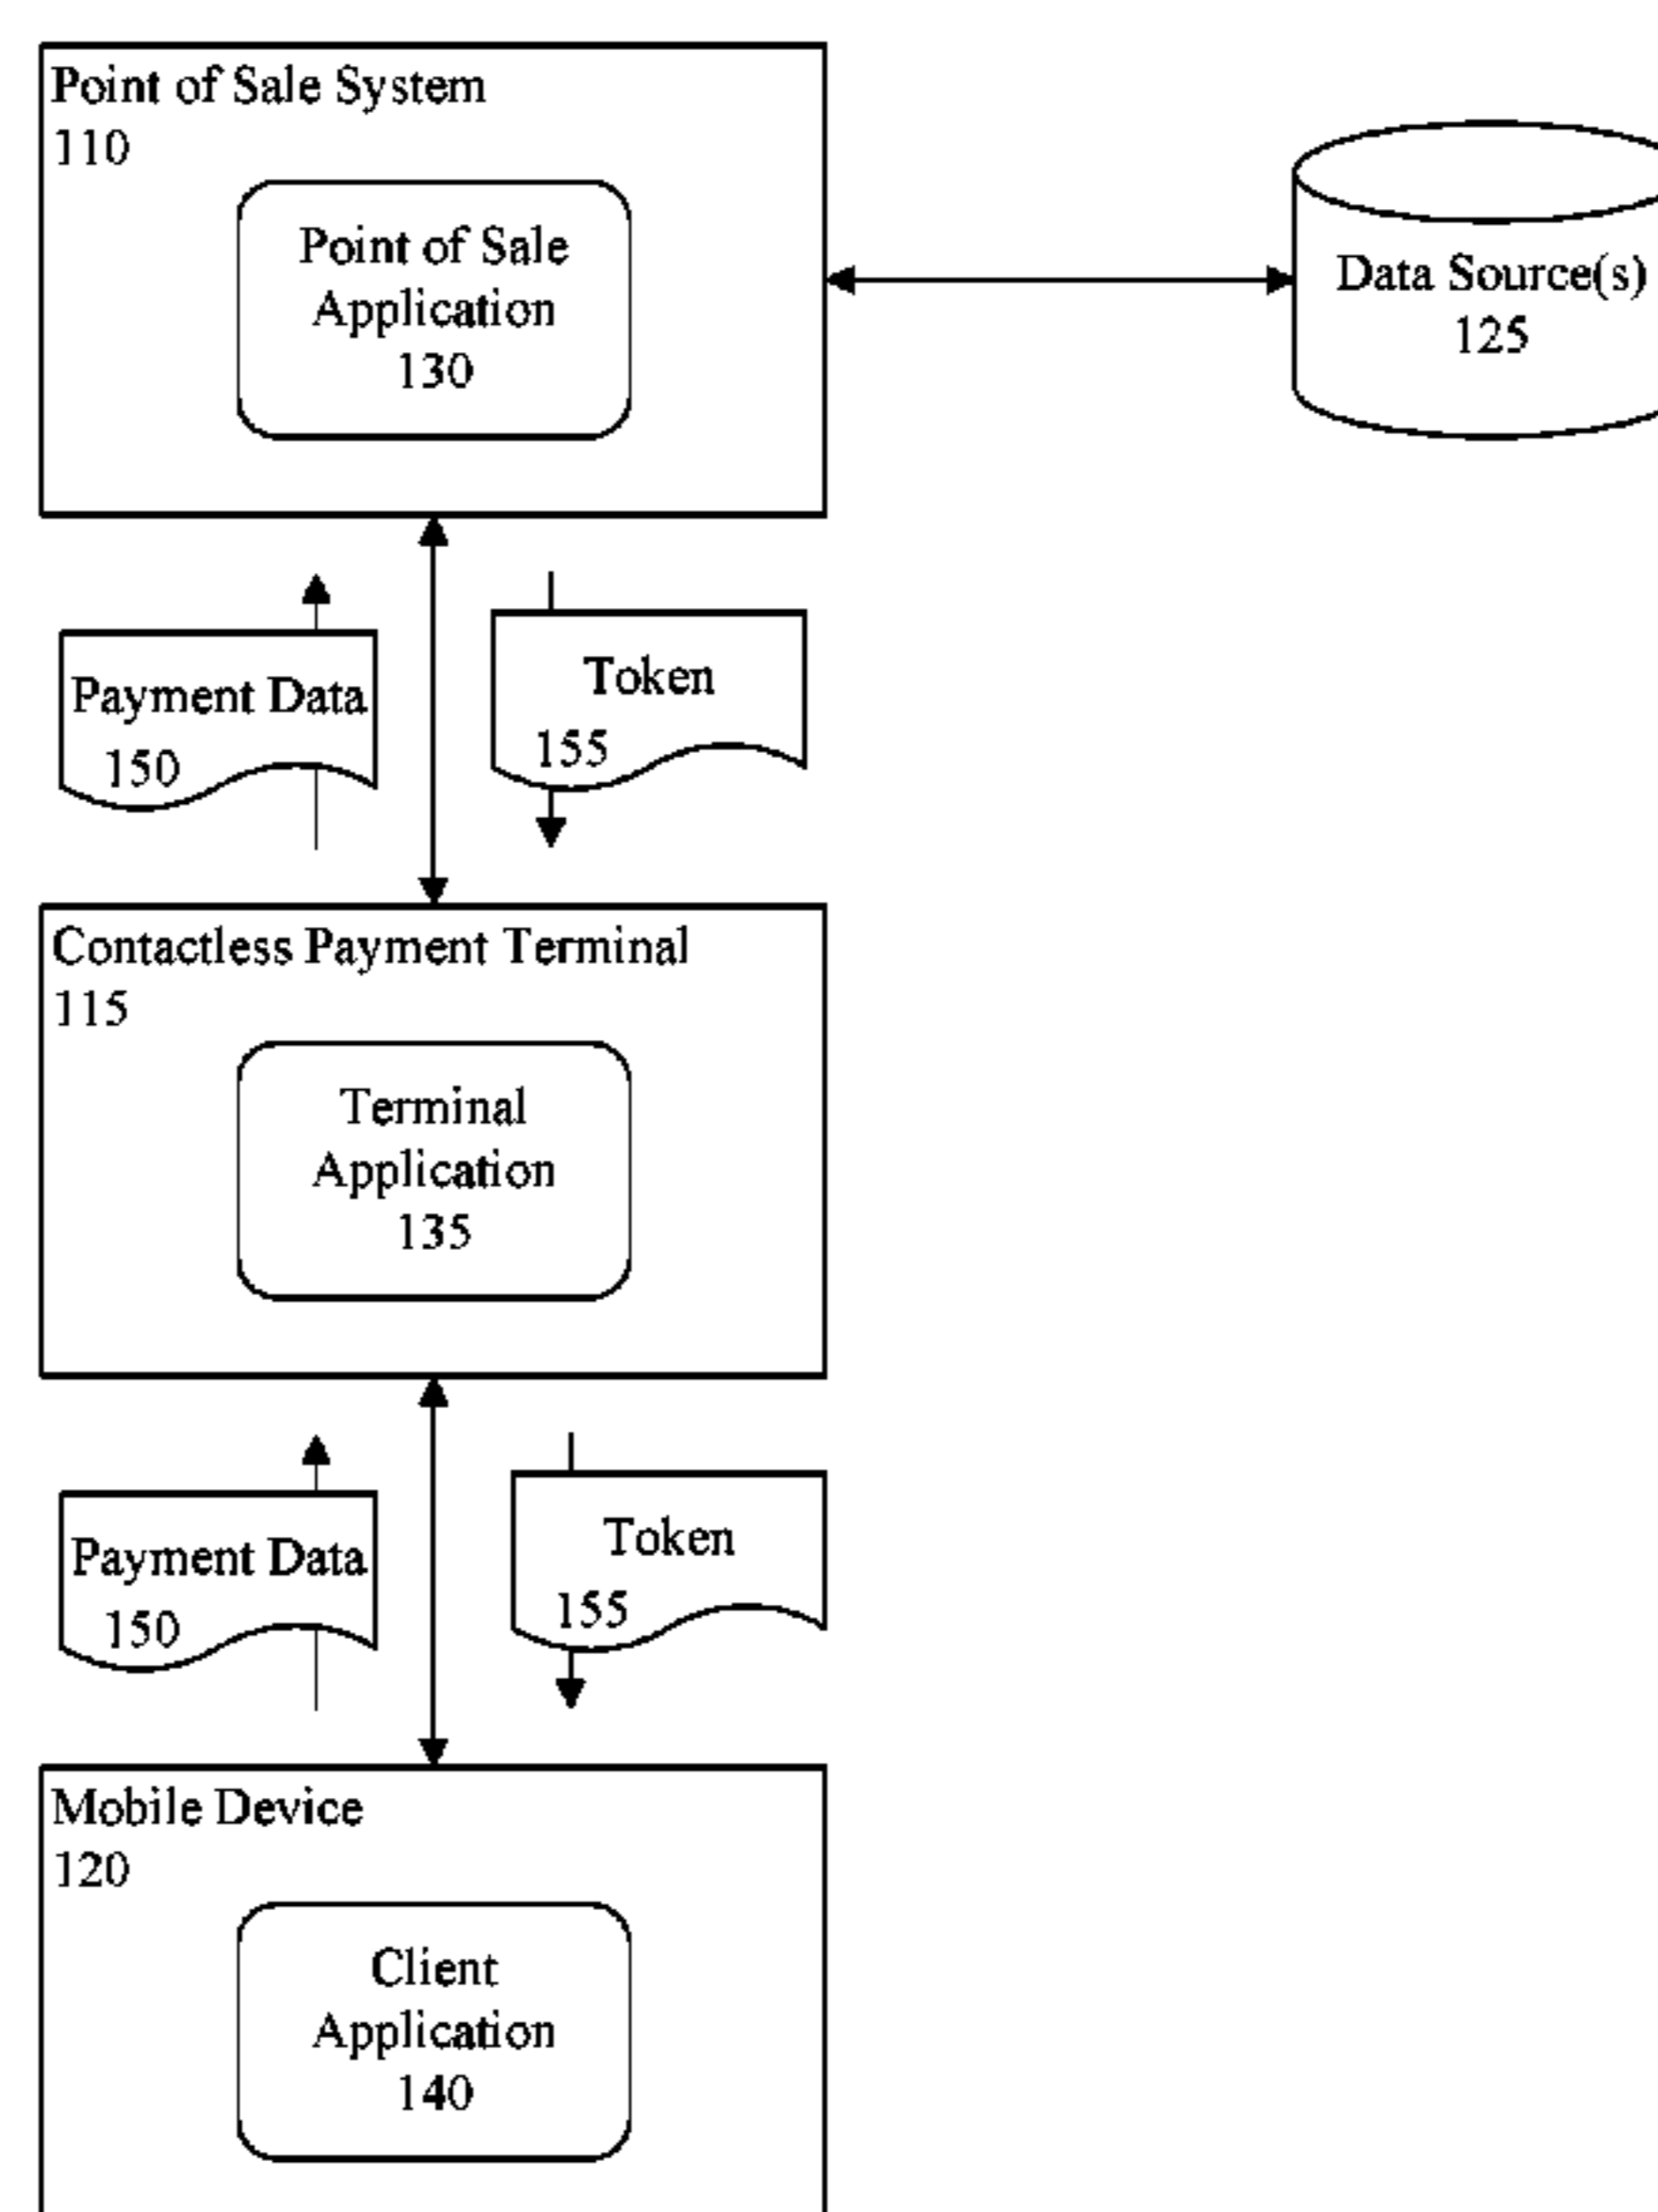 Point of Sale System
110
Point of Sale
Application
130
Data Source(s)
125
Payment Data
150
Token
155
Contactless Payment Terminal
115
Terminal
Application
135
Payment Data
150
Token
155
Mobile Device
120
Client
Application
140